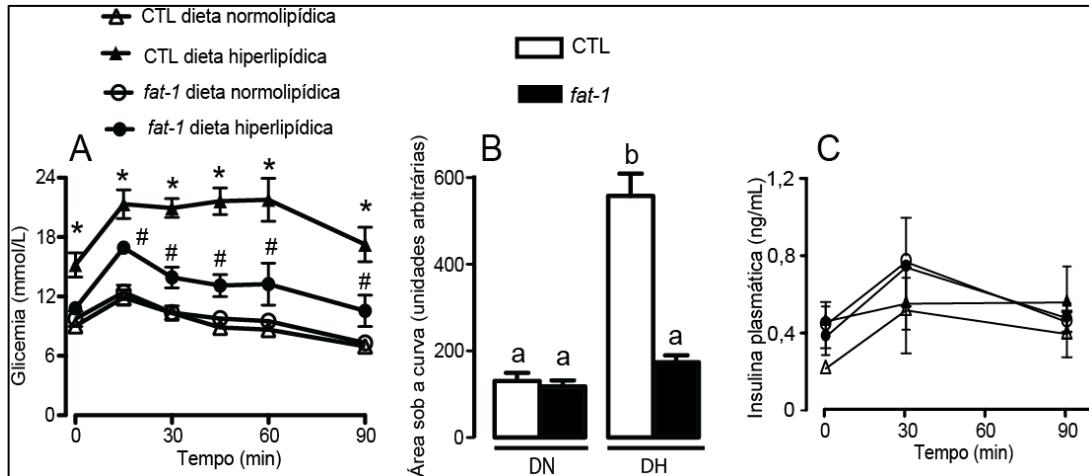 CTL dieta normolipídica
CTL dieta hiperlipídica
fat-1 dieta normolipídica
fat-1 dieta hiperlipídica
CTL
fat-1
A
Glicemia (mmol/L)
24
18
12
6
0
* * * * * *
# # # # #
0 30 60 90
Tempo (min)
B
Área sob a curva (unidades arbitrárias)
600
400
200
0
a a b a
DN DH
C
Insulina plasmática (ng/mL)
1,2
0,8
0,4
0
0 30 60 90
Tempo (min)